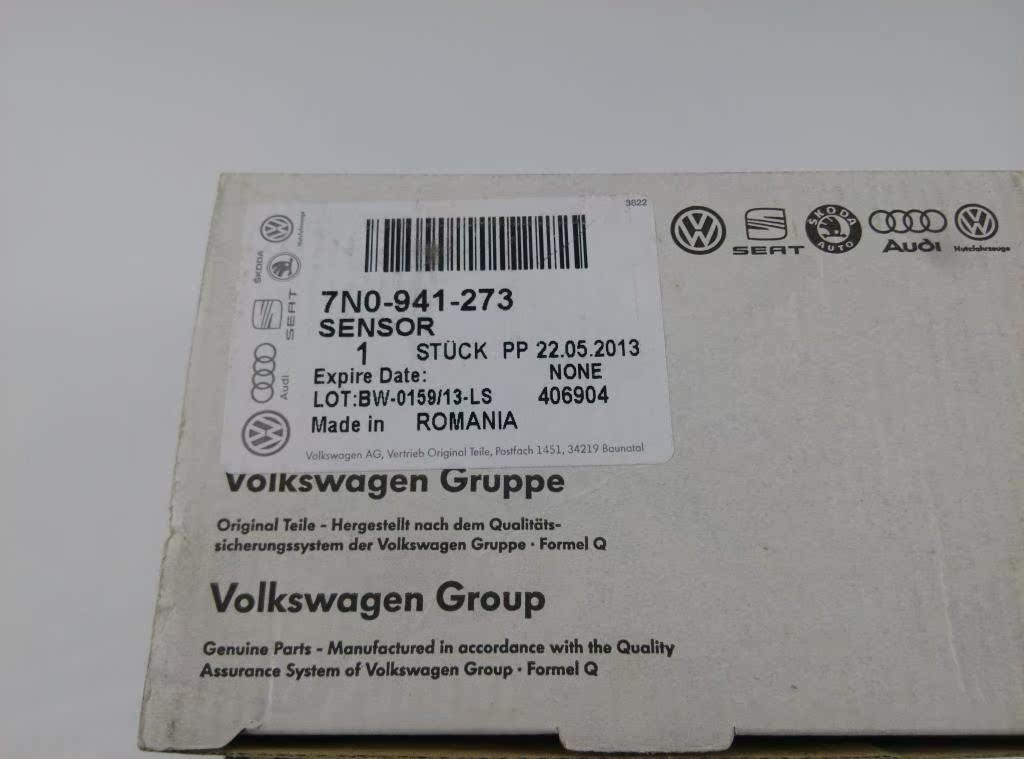 3622
7N0-941-273
SENSOR
1 STÜCK PP 22.05.2013
Expire Date: NONE
LOT:BW-0159/13-LS 406904
Made in ROMANIA
Volkswagen AG, Vertrieb Original Teile, Postfach 1451, 34219 Baunatal
Nutzfahrzeuge
ŠKODA
SEAT
Audi
SEAT
ŠKODA
AUTO
Audi
Nutzfahrzeuge
Volkswagen Gruppe
Original Teile - Hergestellt nach dem Qualitäts-
sicherungssystem der Volkswagen Gruppe · Formel Q
Volkswagen Group
Genuine Parts - Manufactured in accordance with the Quality
Assurance System of Volkswagen Group · Formel Q